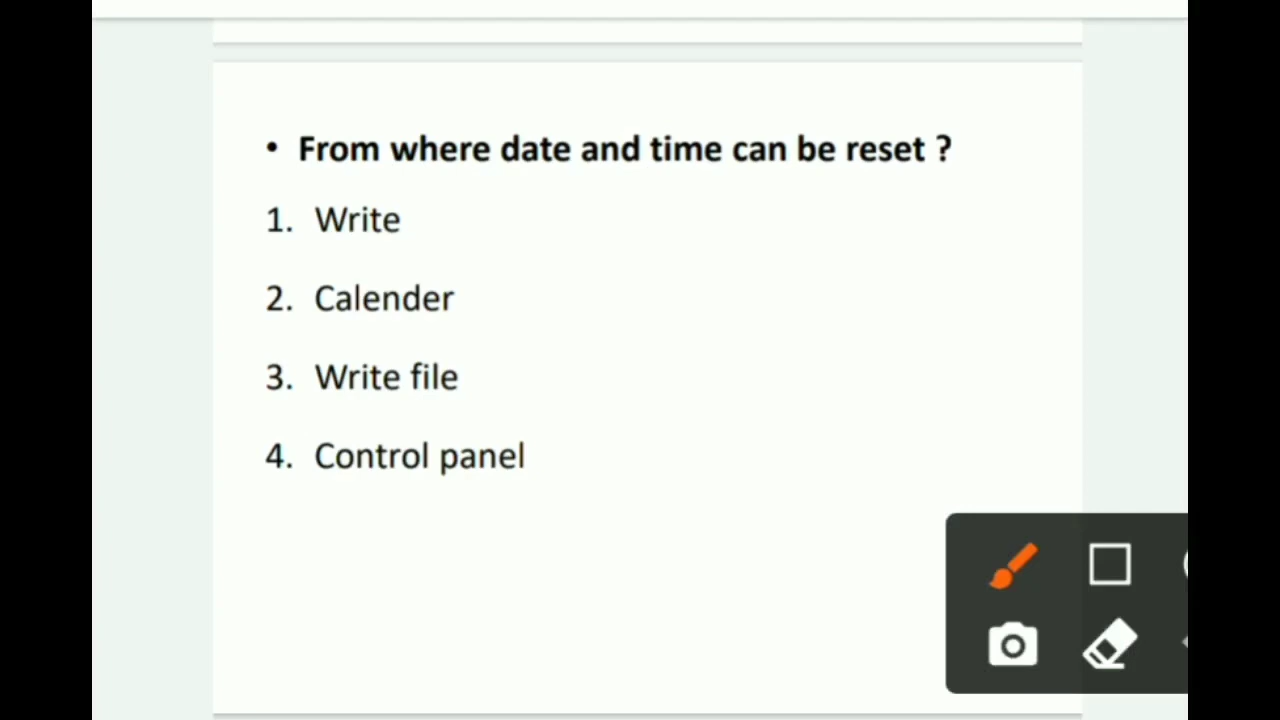 • From where date and time can be reset ?
1. Write
2. Calender
3. Write file
4. Control panel